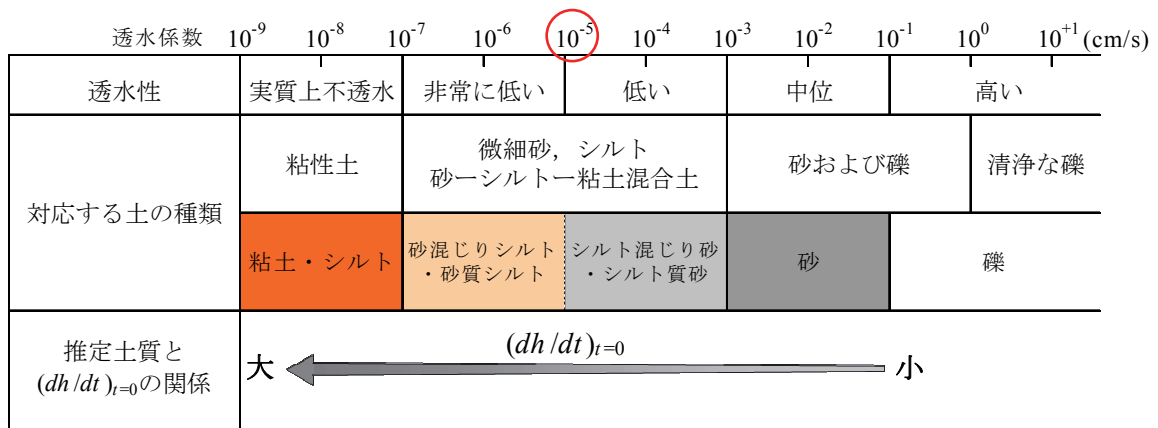 透水係数 10⁻⁹ 10⁻⁸ 10⁻⁷ 10⁻⁶ 10⁻⁵ 10⁻⁴ 10⁻³ 10⁻² 10⁻¹ 10⁰ 10⁺¹ (cm/s)
透水性 実質上不透水 非常に低い 低い 中位 高い
対応する土の種類
粘性土
微細砂，シルト
砂ーシルトー粘土混合土
砂および礫
清浄な礫
粘土・シルト
砂混じりシルト
・砂質シルト
シルト混じり砂
・シルト質砂
砂
礫
推定土質と
(dh/dt)t=0の関係
大
(dh/dt)t=0
小